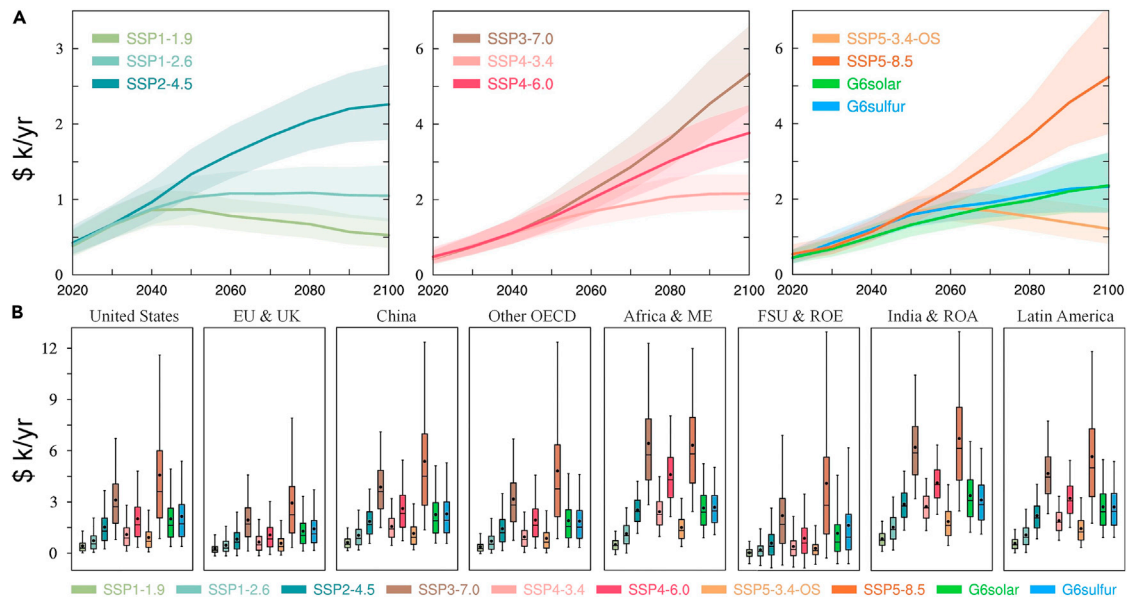 A
$ k/yr
3
2
1
0
SSP1-1.9
SSP1-2.6
SSP2-4.5
2020 2040 2060 2080 2100
6
4
2
0
SSP3-7.0
SSP4-3.4
SSP4-6.0
2020 2040 2060 2080 2100
6
4
2
0
SSP5-3.4-OS
SSP5-8.5
G6solar
G6sulfur
2020 2040 2060 2080 2100
B
United States EU & UK China Other OECD Africa & ME FSU & ROE India & ROA Latin America
$ k/yr
12
9
6
3
0
SSP1-1.9 SSP1-2.6 SSP2-4.5 SSP3-7.0 SSP4-3.4 SSP4-6.0 SSP5-3.4-OS SSP5-8.5 G6solar G6sulfur